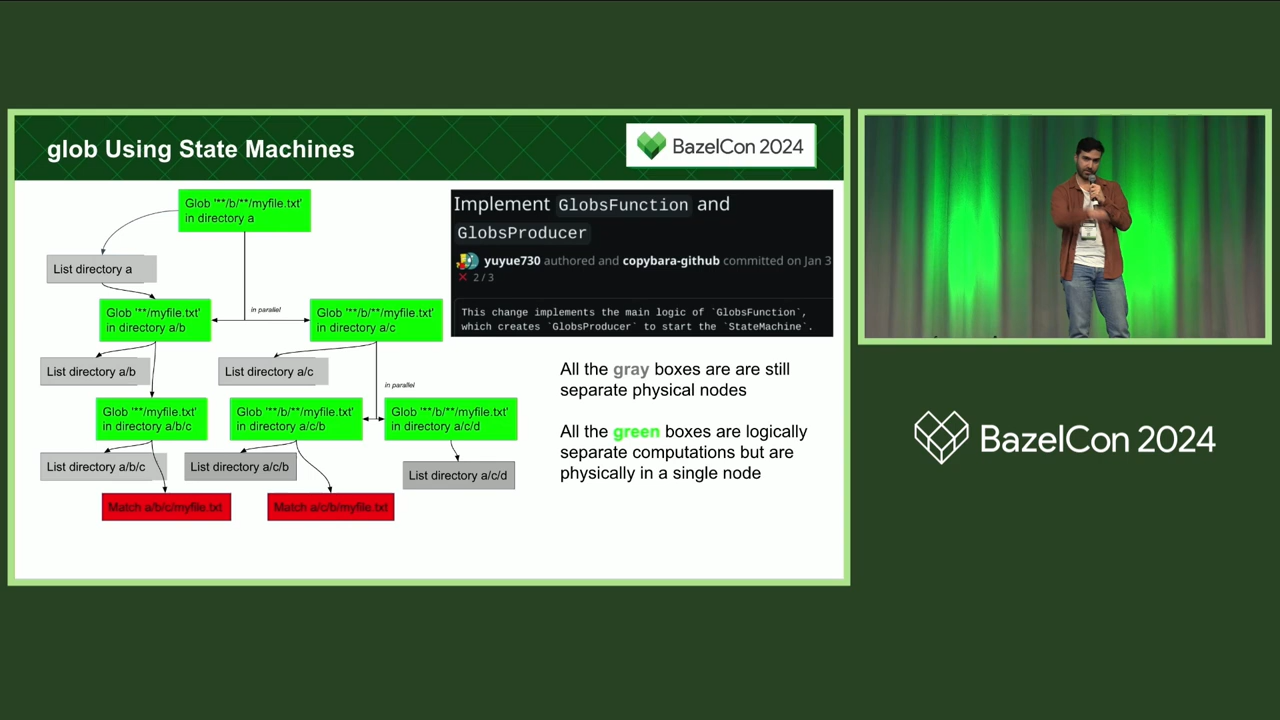 glob Using State Machines
BazelCon 2024
Glob '**/b/**/myfile.txt'
in directory a
List directory a
Glob '**/myfile.txt'
in directory a/b
in parallel
Glob '**/b/**/myfile.txt'
in directory a/c
List directory a/b
List directory a/c
in parallel
Glob '**/myfile.txt'
in directory a/b/c
Glob '**/b/**/myfile.txt'
in directory a/c/b
Glob '**/b/**/myfile.txt'
in directory a/c/d
List directory a/b/c
List directory a/c/b
List directory a/c/d
Match a/b/c/myfile.txt
Match a/c/b/myfile.txt
Implement GlobsFunction and
GlobsProducer
yuyue730 authored and copybara-github committed on Jan 3
2 / 3
This change implements the main logic of `GlobsFunction`,
which creates `GlobsProducer` to start the `StateMachine`.
All the gray boxes are are still
separate physical nodes
All the green boxes are logically
separate computations but are
physically in a single node
BazelCon 2024